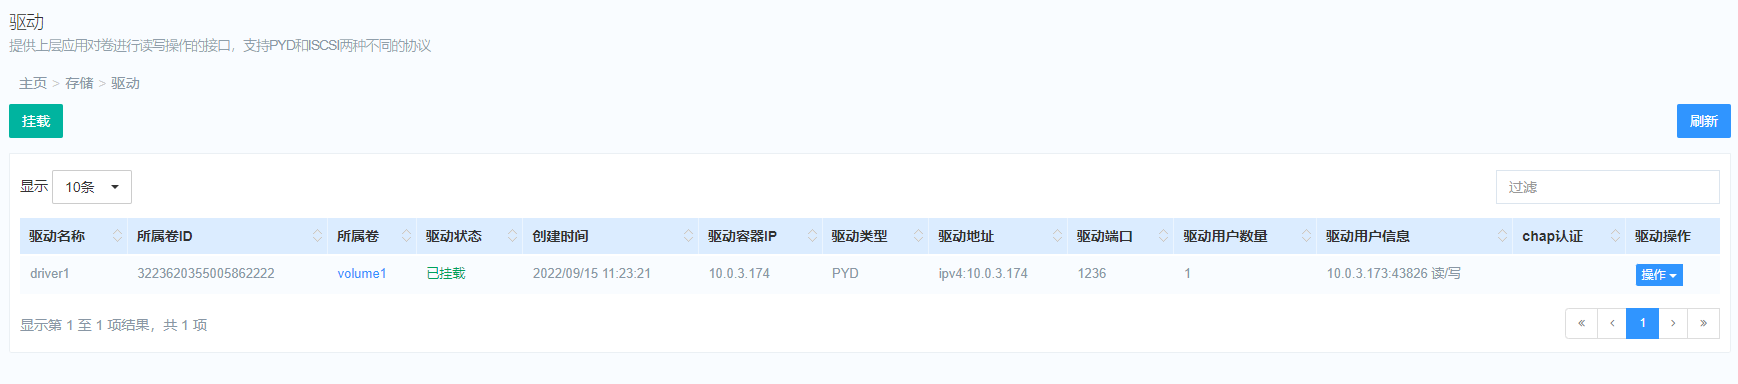 驱动
提供上层应用对卷进行读写操作的接口，支持PYD和ISCSI两种不同的协议
主页 > 存储 > 驱动
挂载 刷新
显示 10条 过滤
驱动名称 所属卷ID 所属卷 驱动状态 创建时间 驱动容器IP 驱动类型 驱动地址 驱动端口 驱动用户数量 驱动用户信息 chap认证 驱动操作
driver1 3223620355005862222 volume1 已挂载 2022/09/15 11:23:21 10.0.3.174 PYD ipv4:10.0.3.174 1236 1 10.0.3.173:43826 读/写 操作
显示第 1 至 1 项结果，共 1 项 « ‹ 1 › »